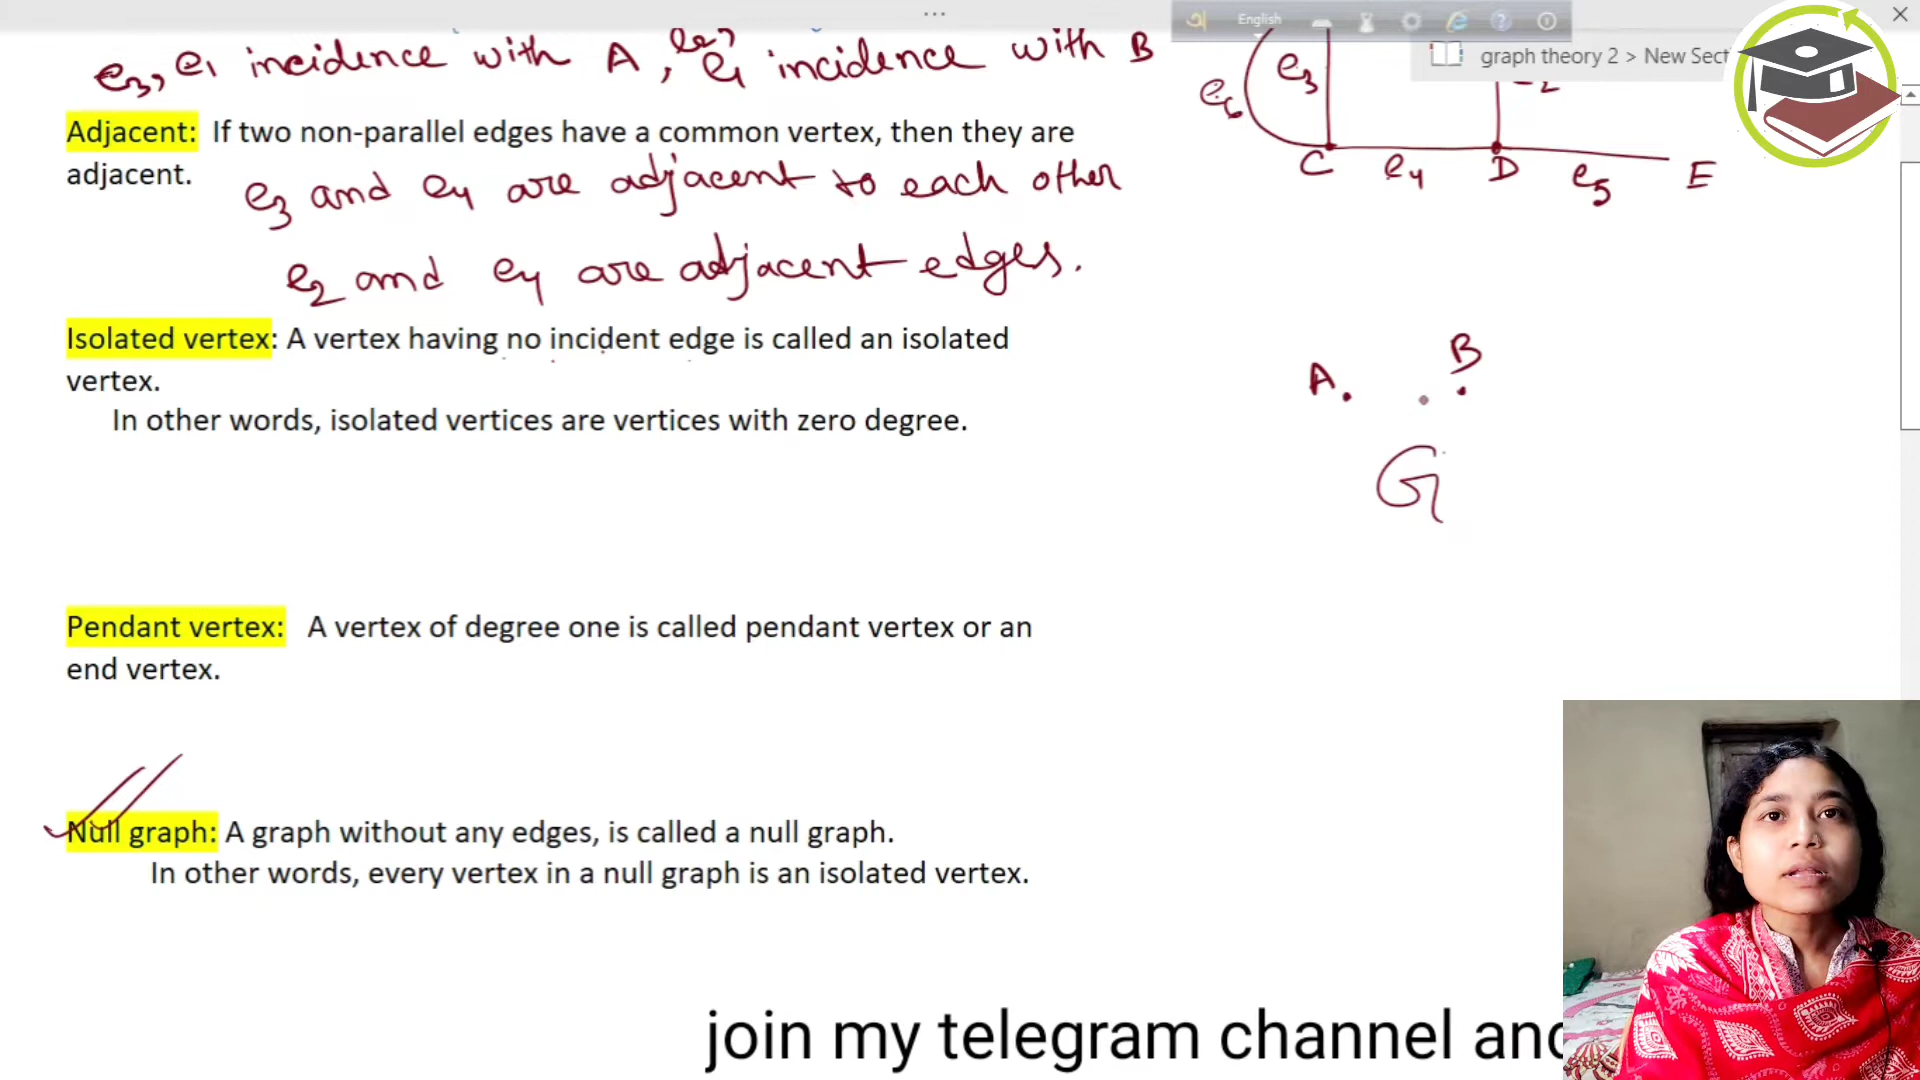 ...
English
graph theory 2 > New Sect
e3, e1 incidence with A, e1 incidence with B
e6 e3
Adjacent: If two non-parallel edges have a common vertex, then they are
adjacent.
C e4 D e5 E
e3 and e4 are adjacent to each other
e2 and e4 are adjacent edges.
Isolated vertex: A vertex having no incident edge is called an isolated
vertex.
A. B
In other words, isolated vertices are vertices with zero degree.
G
Pendant vertex: A vertex of degree one is called pendant vertex or an
end vertex.
Null graph: A graph without any edges, is called a null graph.
In other words, every vertex in a null graph is an isolated vertex.
join my telegram channel and